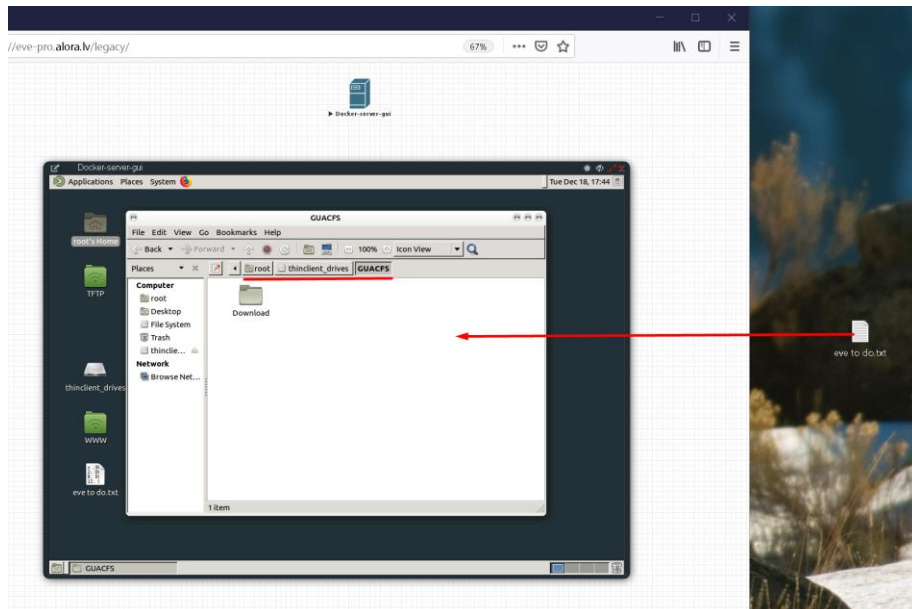 //eve-pro.alora.lv/legacy/
67%
Docker-server-gui
Docker-server-gui
Applications Places System
Tue Dec 18, 17:44
GUACFS
File Edit View Go Bookmarks Help
Back Forward 100% Icon View
Places root thinclient_drives GUACFS
root's Home
Computer
root
Desktop
File System
Trash
thinclie...
Network
Browse Net...
Download
TFTP
thinclient_drives
WWW
eve to do.txt
1 item
GUACFS
eve to do.txt